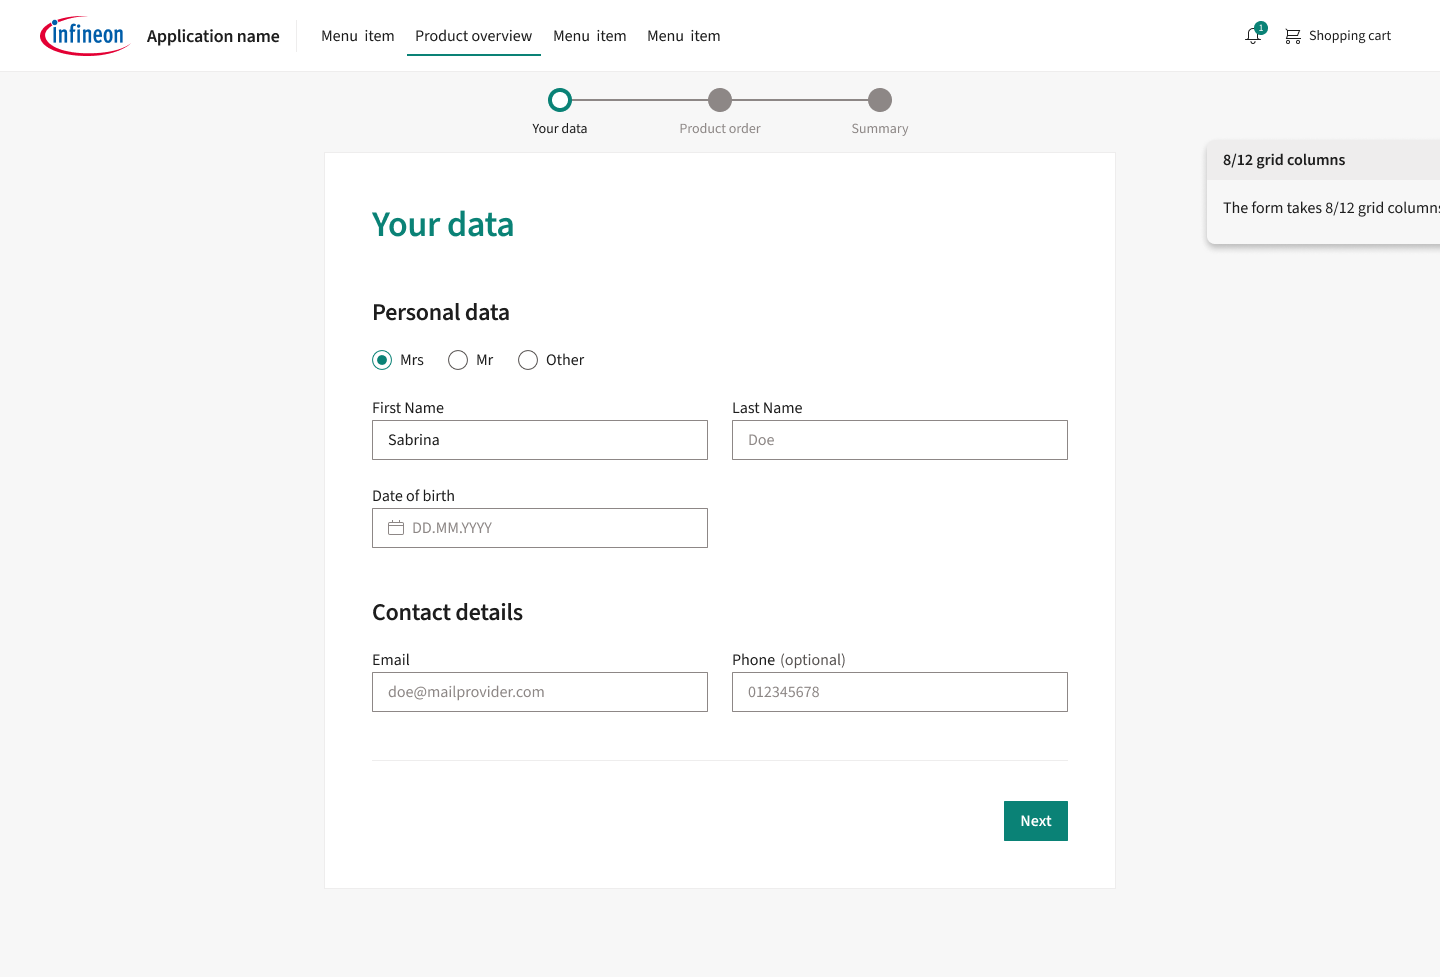 infineon
Application name
Menu item
Product overview
Menu item
Menu item
1
Shopping cart
Your data
Product order
Summary
8/12 grid columns
The form takes 8/12 grid columns
Your data
Personal data
Mrs
Mr
Other
First Name
Last Name
Sabrina
Doe
Date of birth
DD.MM.YYYY
Contact details
Email
Phone (optional)
doe@mailprovider.com
012345678
Next